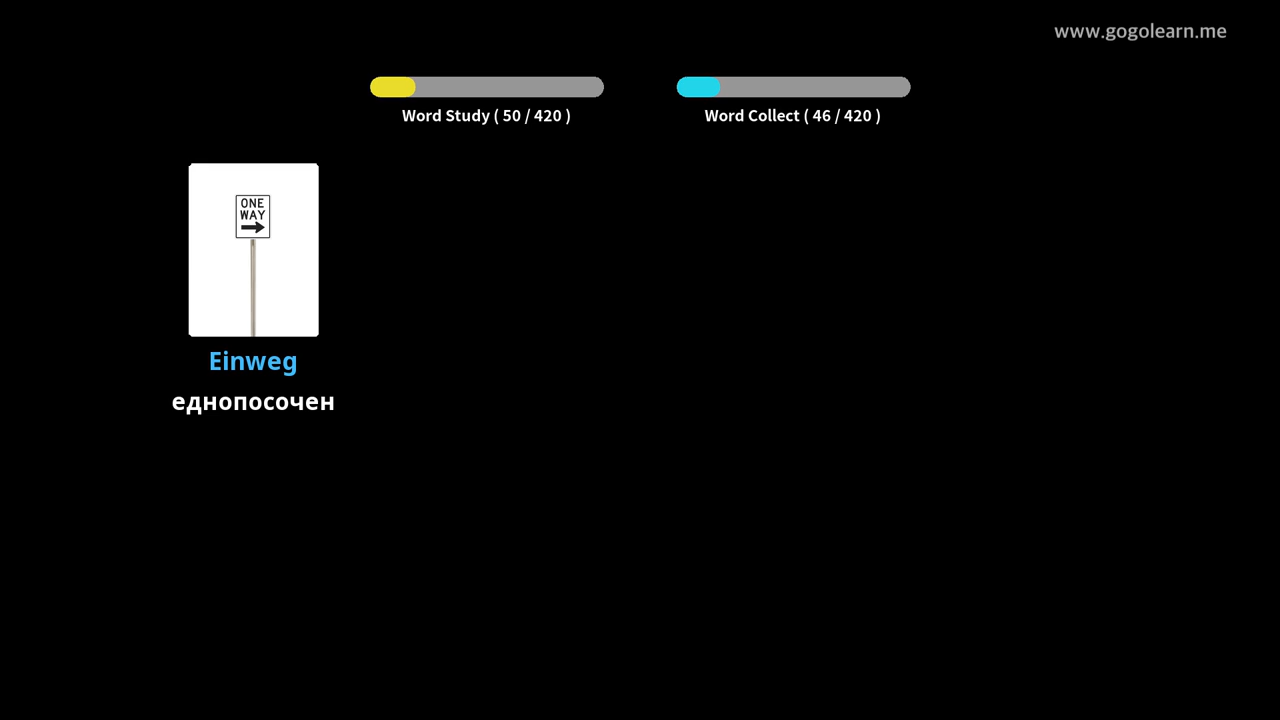 www.gogolearn.me
Word Study ( 50 / 420 )
Word Collect ( 46 / 420 )
ONE
WAY
Einweg
еднопосочен